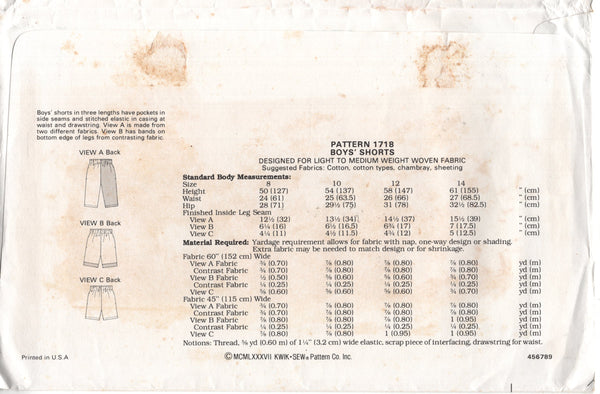 Boys' shorts in three lengths have pockets in
side seams and stitched elastic in casing at
waist and drawstring. View A is made from
two different fabrics. View B has bands on
bottom edge of legs from contrasting fabric.
VIEW A Back
VIEW B Back
VIEW C Back
PATTERN 1718
BOYS' SHORTS
DESIGNED FOR LIGHT TO MEDIUM WEIGHT WOVEN FABRIC
Suggested Fabrics: Cotton, cotton types, chambray, sheeting
Standard Body Measurements:
Size 8 10 12 14
Height 50 (127) 54 (137) 58 (147) 61 (155) " (cm)
Waist 24 (61) 25 (63.5) 26 (66) 27 (68.5) " (cm)
Hip 28 (71) 29½ (75) 31 (78) 32½ (82.5) " (cm)
Finished Inside Leg Seam
View A 12½ (32) 13½ (34) 14½ (37) 15½ (39) " (cm)
View B 6¼ (16) 6½ (16.5) 6¾ (17) 7 (17.5) " (cm)
View C 4¼ (11) 4½ (11.5) 4¾ (12) 5 (12.5) " (cm)
Material Required: Yardage requirement allows for fabric with nap, one-way design or shading.
Extra fabric may be needed to match design or for shrinkage.
Fabric 60" (152 cm) Wide
View A Fabric ¾ (0.70) ⅞ (0.80) ⅞ (0.80) ⅞ (0.80) yd (m)
Contrast Fabric ¾ (0.70) ⅞ (0.80) ⅞ (0.80) ⅞ (0.80) yd (m)
View B Fabric ½ (0.50) ⅝ (0.60) ⅝ (0.60) ⅝ (0.60) yd (m)
Contrast Fabric ¼ (0.25) ¼ (0.25) ¼ (0.25) ¼ (0.25) yd (m)
View C ¾ (0.70) ⅝ (0.60) ⅝ (0.60) ⅝ (0.60) yd (m)
Fabric 45" (115 cm) Wide
View A Fabric ¾ (0.70) ⅞ (0.80) ⅞ (0.80) ⅞ (0.80) yd (m)
Contrast Fabric ¾ (0.70) ⅞ (0.80) ⅞ (0.80) ⅞ (0.80) yd (m)
View B Fabric ⅞ (0.80) ⅞ (0.80) ⅞ (0.80) 1 (0.95) yd (m)
Contrast Fabric ¼ (0.25) ¼ (0.25) ¼ (0.25) ¼ (0.25) yd (m)
View C ⅞ (0.80) ⅞ (0.80) 1 (0.95) 1 (0.95) yd (m)
Notions: Thread, ⅝ yd (0.60 m) of 1¼" (3.2 cm) wide elastic, scrap piece of interfacing, drawstring for waist.
Printed in U.S.A
© MCMLXXXVII KWIK•SEW Pattern Co. Inc.
456789